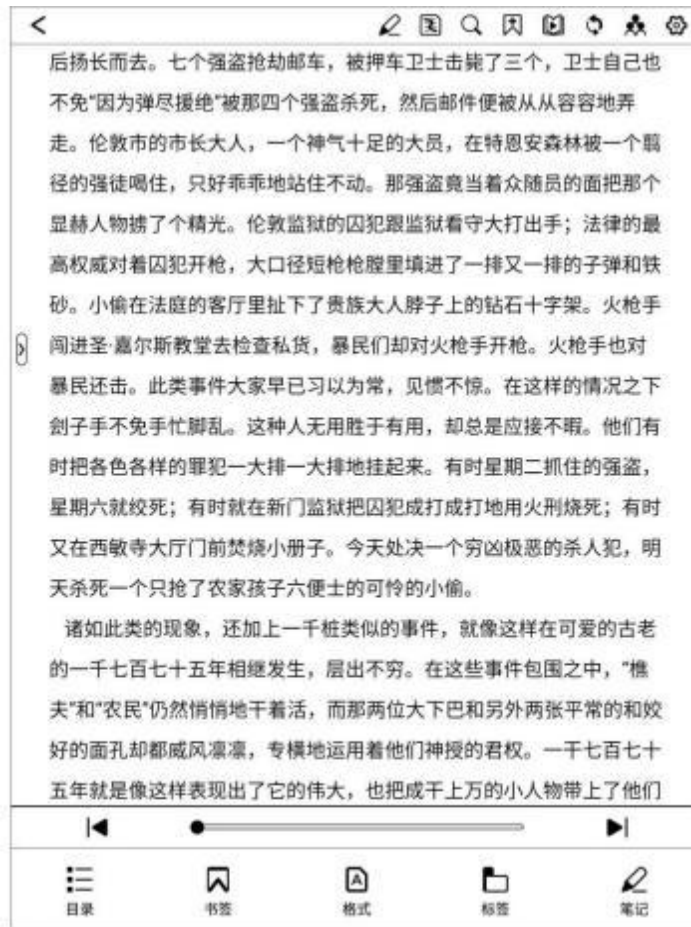 后扬长而去。七个强盗抢劫邮车，被押车卫士击毙了三个，卫士自己也
不免“因为弹尽援绝”被那四个强盗杀死，然后邮件便被从从容容地弄
走。伦敦市的市长大人，一个神气十足的大员，在特恩安森林被一个翦
径的强徒喝住，只好乖乖地站住不动。那强盗竟当着众随员的面把那个
显赫人物掳了个精光。伦敦监狱的囚犯跟监狱看守大打出手；法律的最
高权威对着囚犯开枪，大口径短枪枪膛里填进了一排又一排的子弹和铁
砂。小偷在法庭的客厅里扯下了贵族大人脖子上的钻石十字架。火枪手
闯进圣·嘉尔斯教堂去检查私货，暴民们却对火枪手开枪。火枪手也对
暴民还击。此类事件大家早已习以为常，见惯不惊。在这样的情况之下
刽子手不免手忙脚乱。这种人无用胜于有用，却总是应接不暇。他们有
时把各色各样的罪犯一大排一大排地挂起来。有时星期二抓住的强盗，
星期六就绞死；有时就在新门监狱把囚犯成打成打地用火刑烧死；有时
又在西敏寺大厅门前焚烧小册子。今天处决一个穷凶极恶的杀人犯，明
天杀死一个只抢了农家孩子六便士的可怜的小偷。
诸如此类的现象，还加上一千桩类似的事件，就像这样在可爱的古老
的一千七百七十五年相继发生，层出不穷。在这些事件包围之中，“樵
夫”和“农民”仍然悄悄地干着活，而那两位大下巴和另外两张平常的和姣
好的面孔却都威风凛凛，专横地运用着他们神授的君权。一千七百七十
五年就是像这样表现出了它的伟大，也把成千上万的小人物带上了他们
目录 书签 格式 标签 笔记